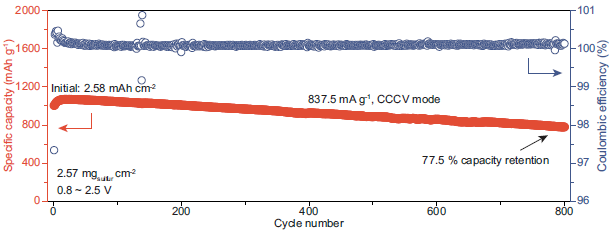 2000
1600
1200
800
400
0
Specific capacity (mAh g⁻¹)
Initial: 2.58 mAh cm⁻²
837.5 mA g⁻¹, CCCV mode
77.5 % capacity retention
2.57 mg_sulfur cm⁻²
0.8 ~ 2.5 V
0 200 400 600 800
Cycle number
101
100
99
98
97
96
Coulombic efficiency (%)